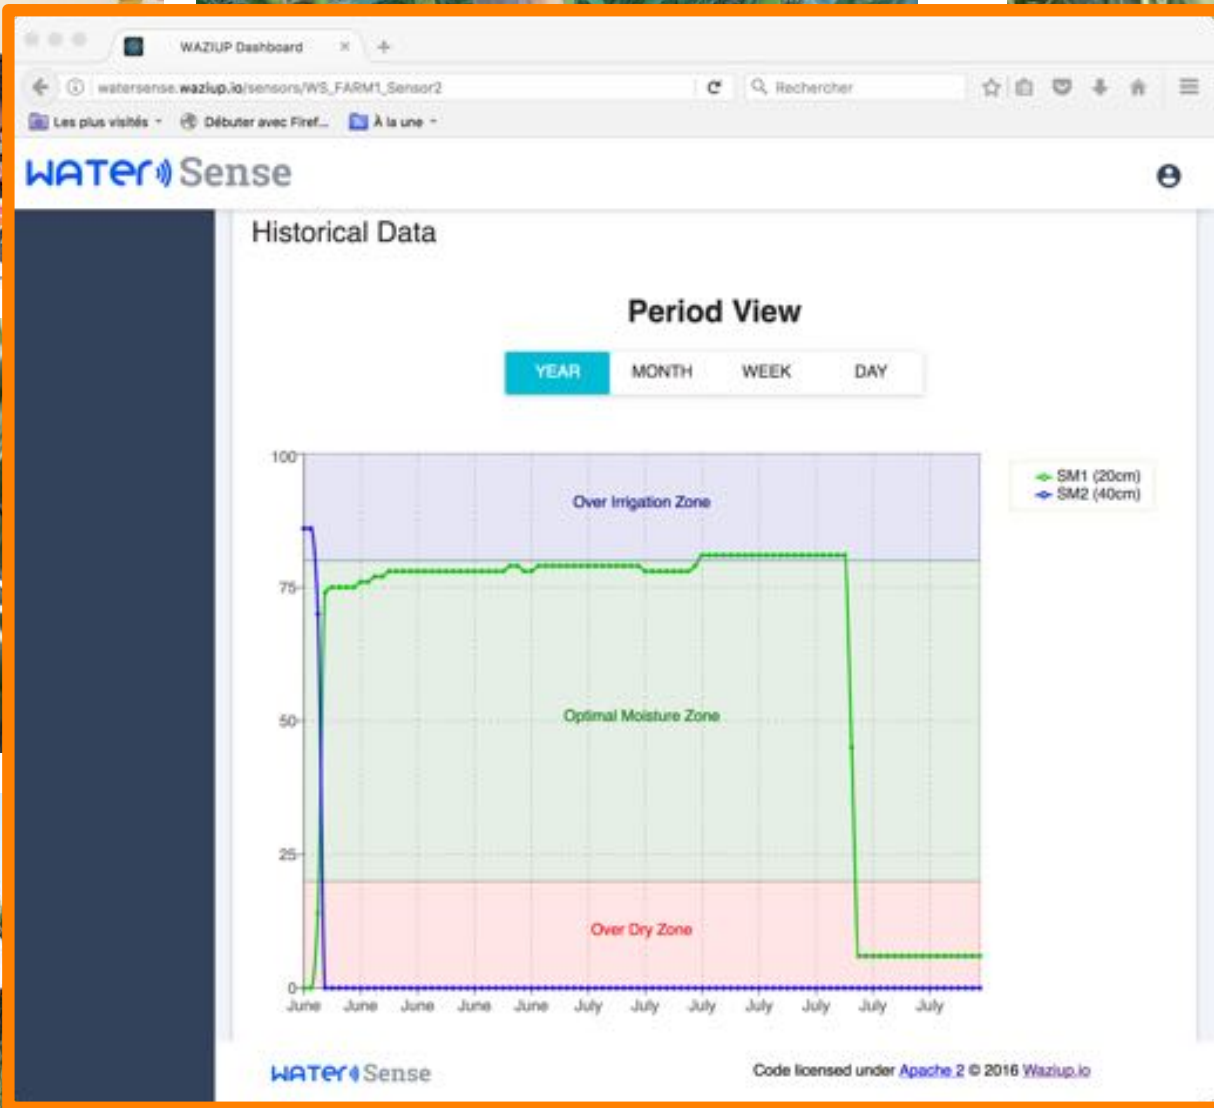 WAZIUP Dashboard
watersense.waziup.io/sensors/WS_FARM1_Sensor2
Rechercher
Les plus visités
Débuter avec Firef...
À la une
WATer Sense
Historical Data
Period View
YEAR MONTH WEEK DAY
100
75
50
25
0
Over Irrigation Zone
Optimal Moisture Zone
Over Dry Zone
SM1 (20cm)
SM2 (40cm)
June June June June June July July July July July July July
WATer Sense
Code licensed under Apache 2 © 2016 Waziup.io